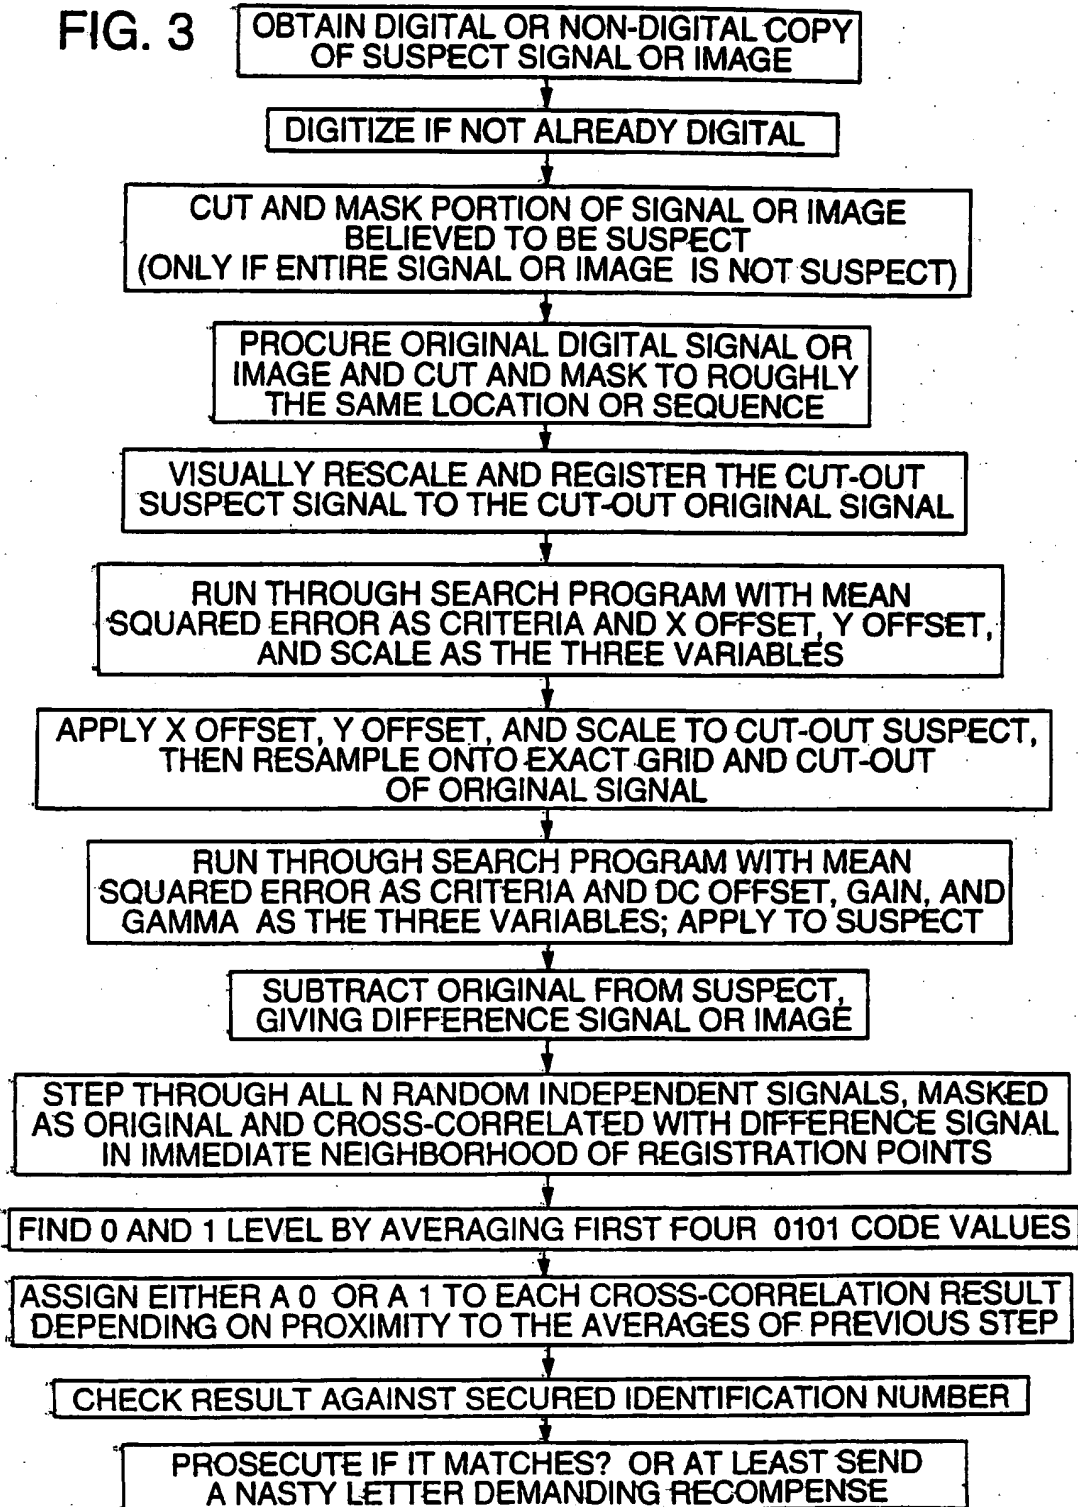 FIG. 3
OBTAIN DIGITAL OR NON-DIGITAL COPY
OF SUSPECT SIGNAL OR IMAGE
DIGITIZE IF NOT ALREADY DIGITAL
CUT AND MASK PORTION OF SIGNAL OR IMAGE
BELIEVED TO BE SUSPECT
(ONLY IF ENTIRE SIGNAL OR IMAGE IS NOT SUSPECT)
PROCURE ORIGINAL DIGITAL SIGNAL OR
IMAGE AND CUT AND MASK TO ROUGHLY
THE SAME LOCATION OR SEQUENCE
VISUALLY RESCALE AND REGISTER THE CUT-OUT
SUSPECT SIGNAL TO THE CUT-OUT ORIGINAL SIGNAL
RUN THROUGH SEARCH PROGRAM WITH MEAN
SQUARED ERROR AS CRITERIA AND X OFFSET, Y OFFSET,
AND SCALE AS THE THREE VARIABLES
APPLY X OFFSET, Y OFFSET, AND SCALE TO CUT-OUT SUSPECT,
THEN RESAMPLE ONTO EXACT GRID AND CUT-OUT
OF ORIGINAL SIGNAL
RUN THROUGH SEARCH PROGRAM WITH MEAN
SQUARED ERROR AS CRITERIA AND DC OFFSET, GAIN, AND
GAMMA AS THE THREE VARIABLES; APPLY TO SUSPECT
SUBTRACT ORIGINAL FROM SUSPECT,
GIVING DIFFERENCE SIGNAL OR IMAGE
STEP THROUGH ALL N RANDOM INDEPENDENT SIGNALS, MASKED
AS ORIGINAL AND CROSS-CORRELATED WITH DIFFERENCE SIGNAL
IN IMMEDIATE NEIGHBORHOOD OF REGISTRATION POINTS
FIND 0 AND 1 LEVEL BY AVERAGING FIRST FOUR 0101 CODE VALUES
ASSIGN EITHER A 0 OR A 1 TO EACH CROSS-CORRELATION RESULT
DEPENDING ON PROXIMITY TO THE AVERAGES OF PREVIOUS STEP
CHECK RESULT AGAINST SECURED IDENTIFICATION NUMBER
PROSECUTE IF IT MATCHES? OR AT LEAST SEND
A NASTY LETTER DEMANDING RECOMPENSE